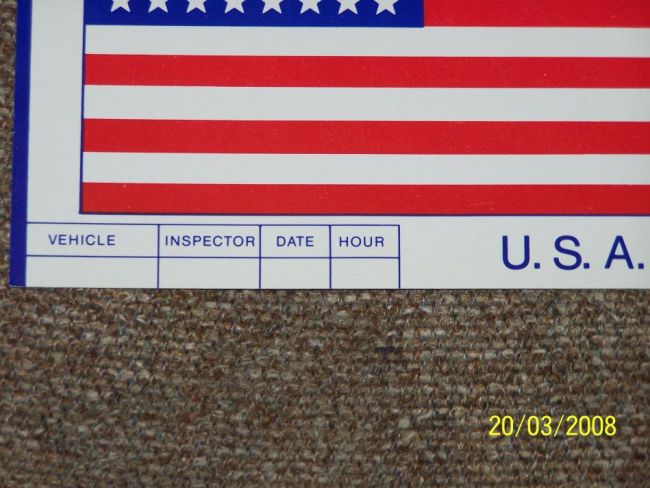 VEHICLE INSPECTOR DATE HOUR
U. S. A.
20/03/2008